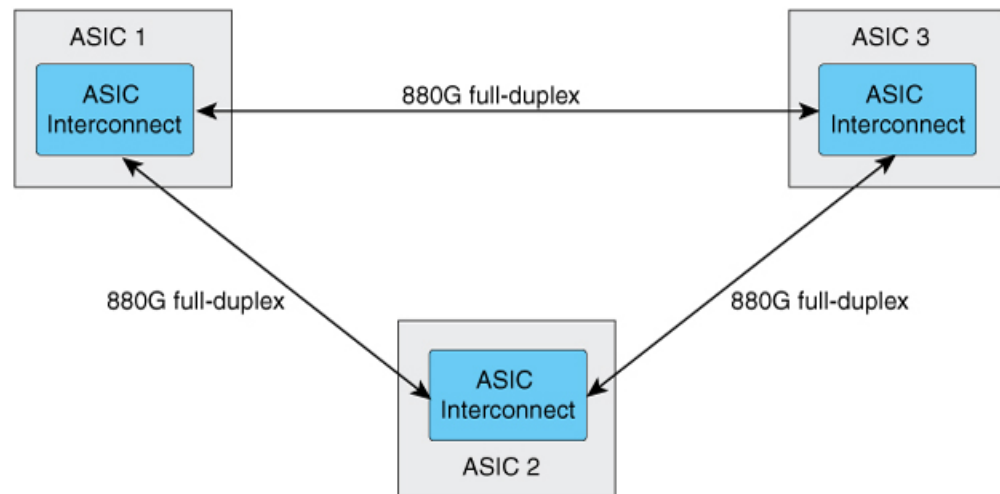 ASIC 1
ASIC
Interconnect
880G full-duplex
ASIC 3
ASIC
Interconnect
880G full-duplex
880G full-duplex
ASIC
Interconnect
ASIC 2